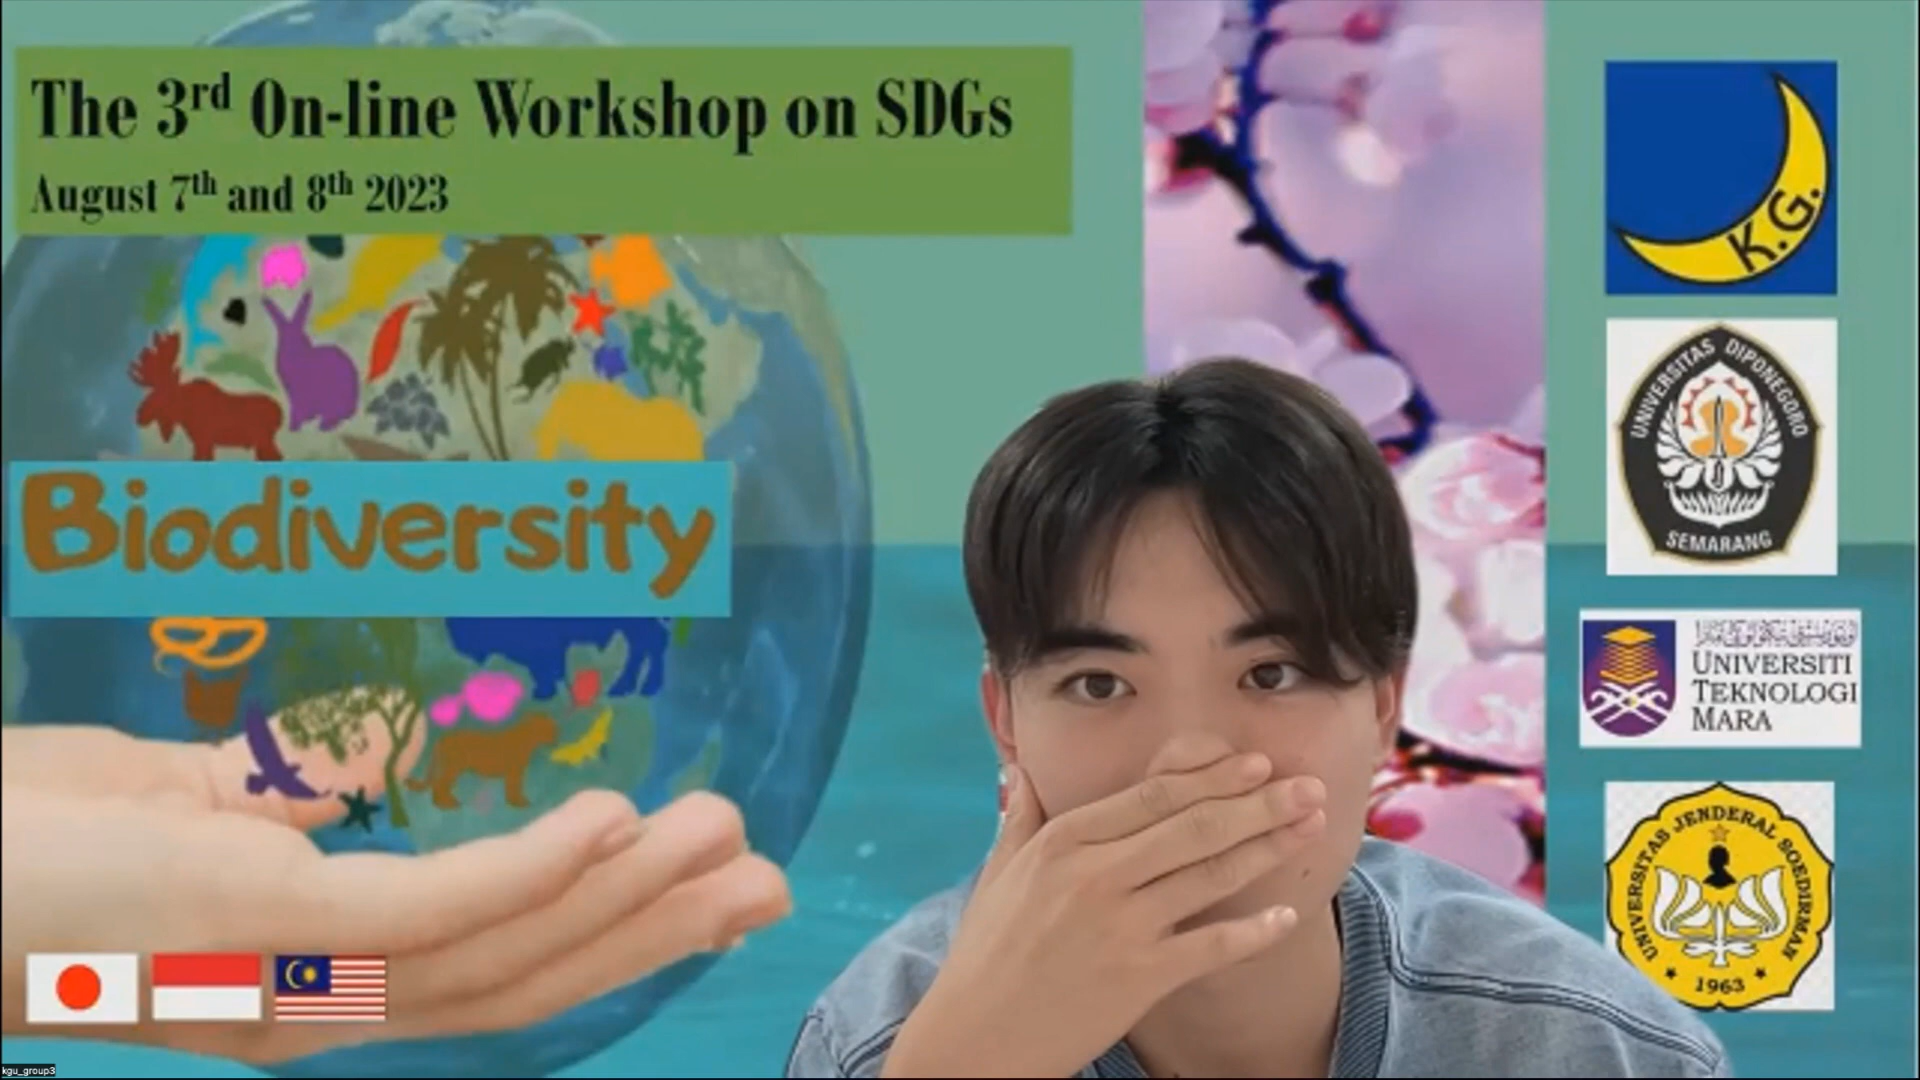 The 3rd On-line Workshop on SDGs
August 7th and 8th 2023
Biodiversity
K.G.
UNIVERSITAS DIPONEGORO
SEMARANG
UNIVERSITI
TEKNOLOGI
MARA
UNIVERSITAS JENDERAL SOEDIRMAN
1963
kgu_group3